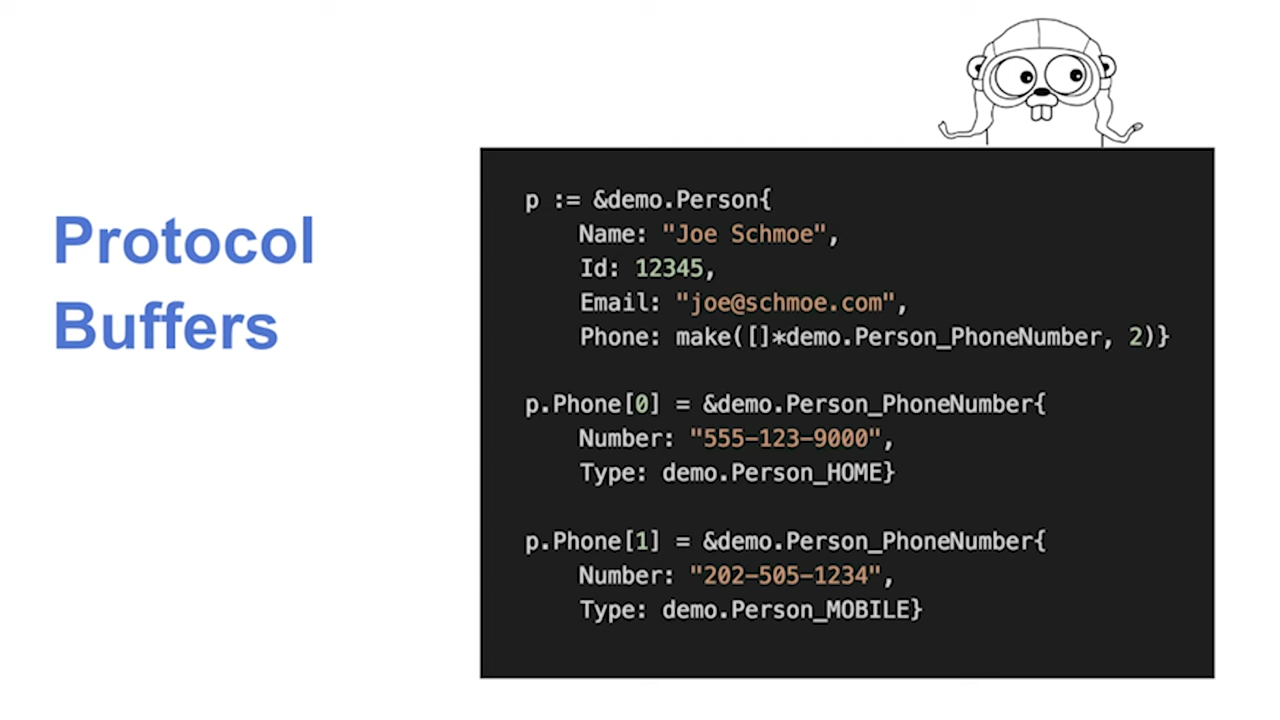 Protocol
Buffers
p := &demo.Person{
    Name: "Joe Schmoe",
    Id: 12345,
    Email: "joe@schmoe.com",
    Phone: make([]*demo.Person_PhoneNumber, 2)}

p.Phone[0] = &demo.Person_PhoneNumber{
    Number: "555-123-9000",
    Type: demo.Person_HOME}

p.Phone[1] = &demo.Person_PhoneNumber{
    Number: "202-505-1234",
    Type: demo.Person_MOBILE}